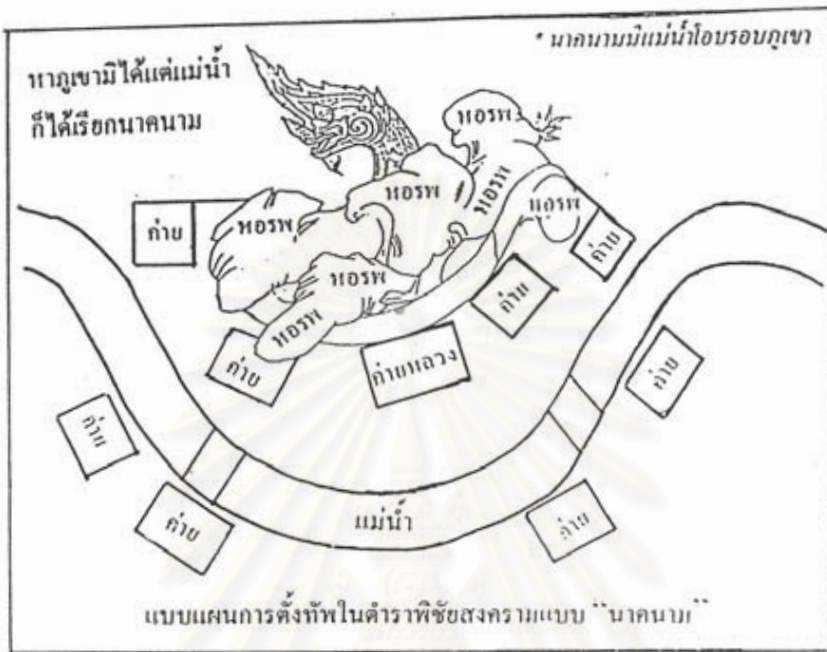 * นาคนามมีแม่น้ำโอบรอบภูเขา
หาภูเขามิได้แต่แม่น้ำ
ก็ได้เรียกนาคนาม
หอรพ
หอรพ
หอรพ
หอรพ
หอรพ
ค่าย
หอรพ
ค่าย
หอรพ
ค่าย
หอรพ
ค่าย
ค่ายหลวง
ค่าย
ค่าย
ค่าย
แม่น้ำ
ค่าย
แบบแผนการตั้งทัพในตำราพิชัยสงครามแบบ "นาคนาม"